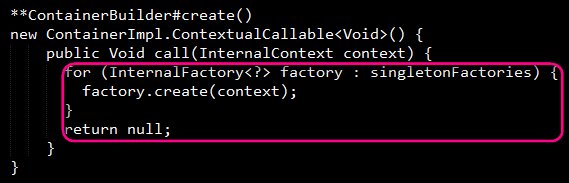 **ContainerBuilder#create()
new ContainerImpl.ContextualCallable<Void>() {
    public Void call(InternalContext context) {
      for (InternalFactory<?> factory : singletonFactories) {
        factory.create(context);
      }
      return null;
    }
}